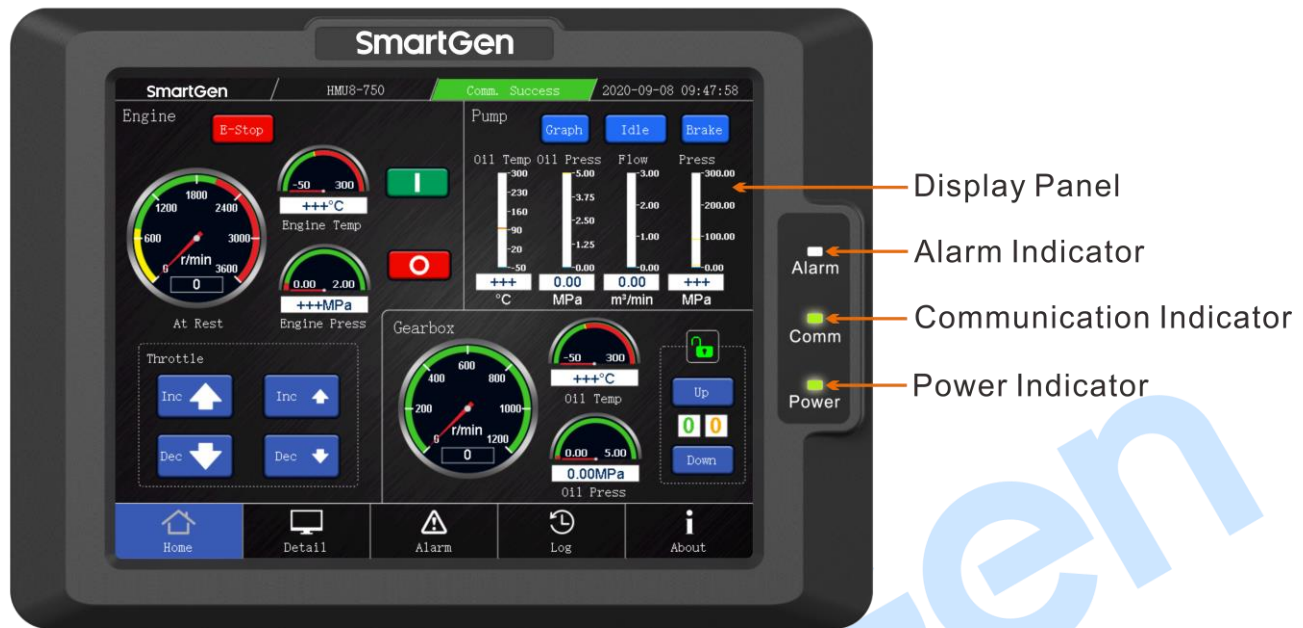 SmartGen
SmartGen
HMU8-750
Comm. Success
2020-09-08 09:47:58
Engine
E-Stop
1800
1200
2400
600
3000
0
3600
r/min
0
At Rest
-50 300
+++°C
Engine Temp
0.00 2.00
+++MPa
Engine Press
Pump
Graph
Idle
Brake
Oll Temp
Oll Press
Flow
Press
300
230
160
90
20
-50
+++
°C
5.00
3.75
2.50
1.25
0.00
0.00
MPa
3.00
2.00
1.00
0.00
0.00
m³/min
300.00
200.00
100.00
0.00
+++
MPa
Throttle
Inc
Inc
Dec
Dec
Gearbox
600
400
800
200
1000
0
1200
r/min
0
-50 300
+++°C
Oll Temp
0.00 5.00
0.00MPa
Oll Press
Up
0 0
Down
Home
Detail
Alarm
Log
About
Alarm
Comm
Power
Display Panel
Alarm Indicator
Communication Indicator
Power Indicator
en